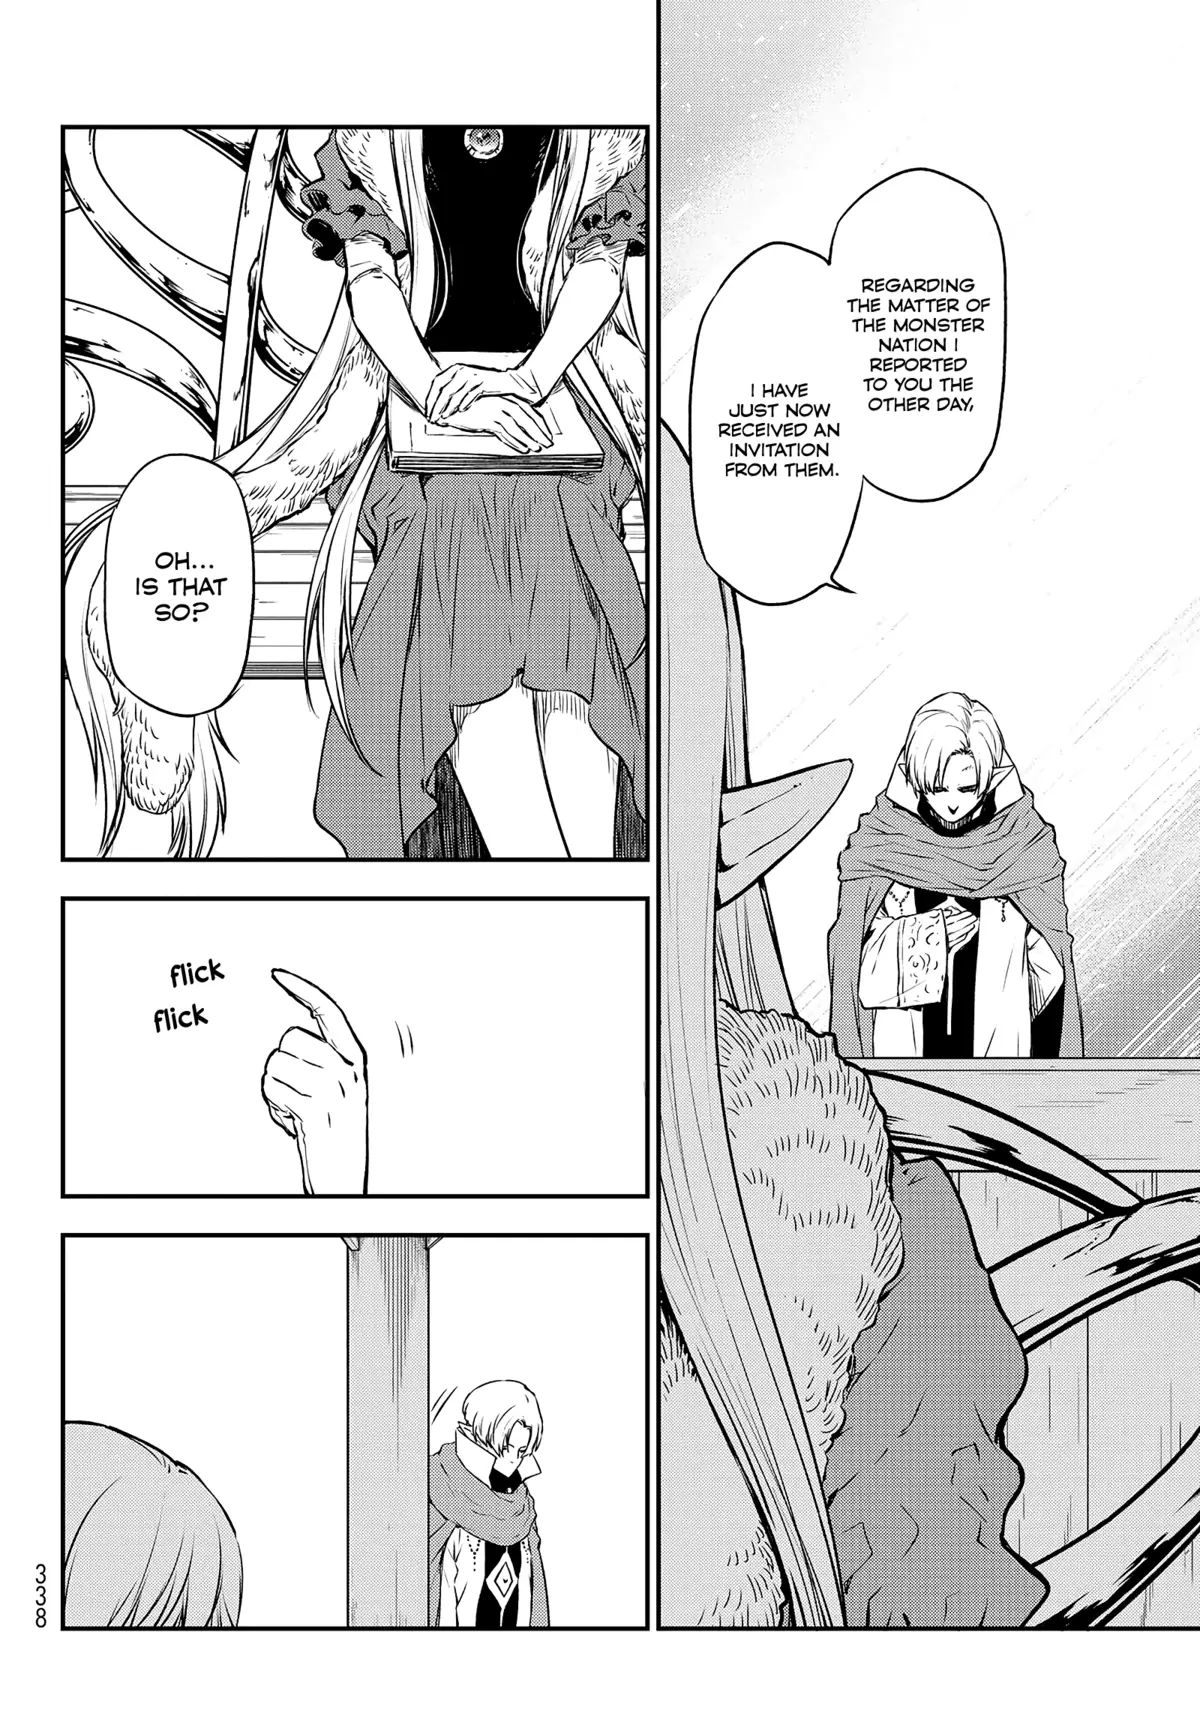 REGARDING
THE MATTER OF
THE MONSTER
NATION I
REPORTED
TO YOU THE
OTHER DAY,
I HAVE
JUST NOW
RECEIVED AN
INVITATION
FROM THEM.
OH...
IS THAT
SO?
flick
flick
338